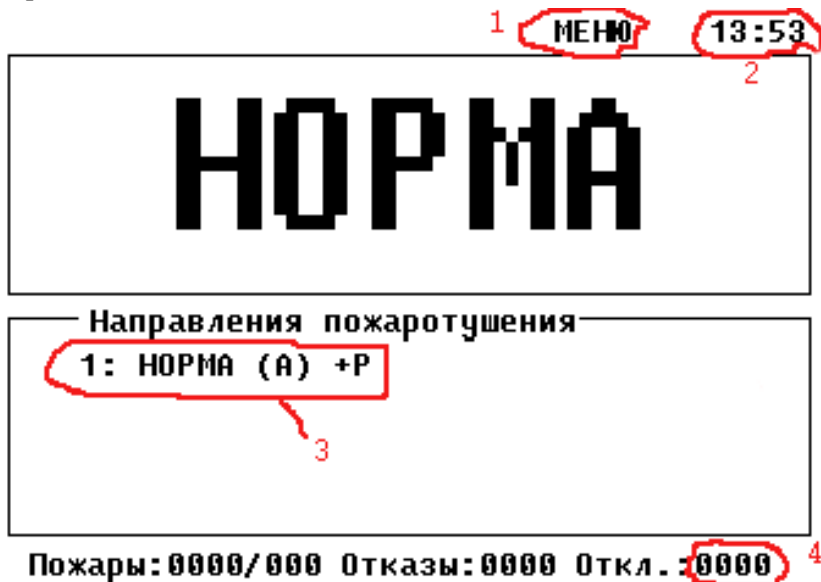 1 МЕНЮ 13:53
2
НОРМА
Направления пожаротушения
1: НОРМА (А) +Р
3
Пожары:0000/000 Отказы:0000 Откл.:0000 4